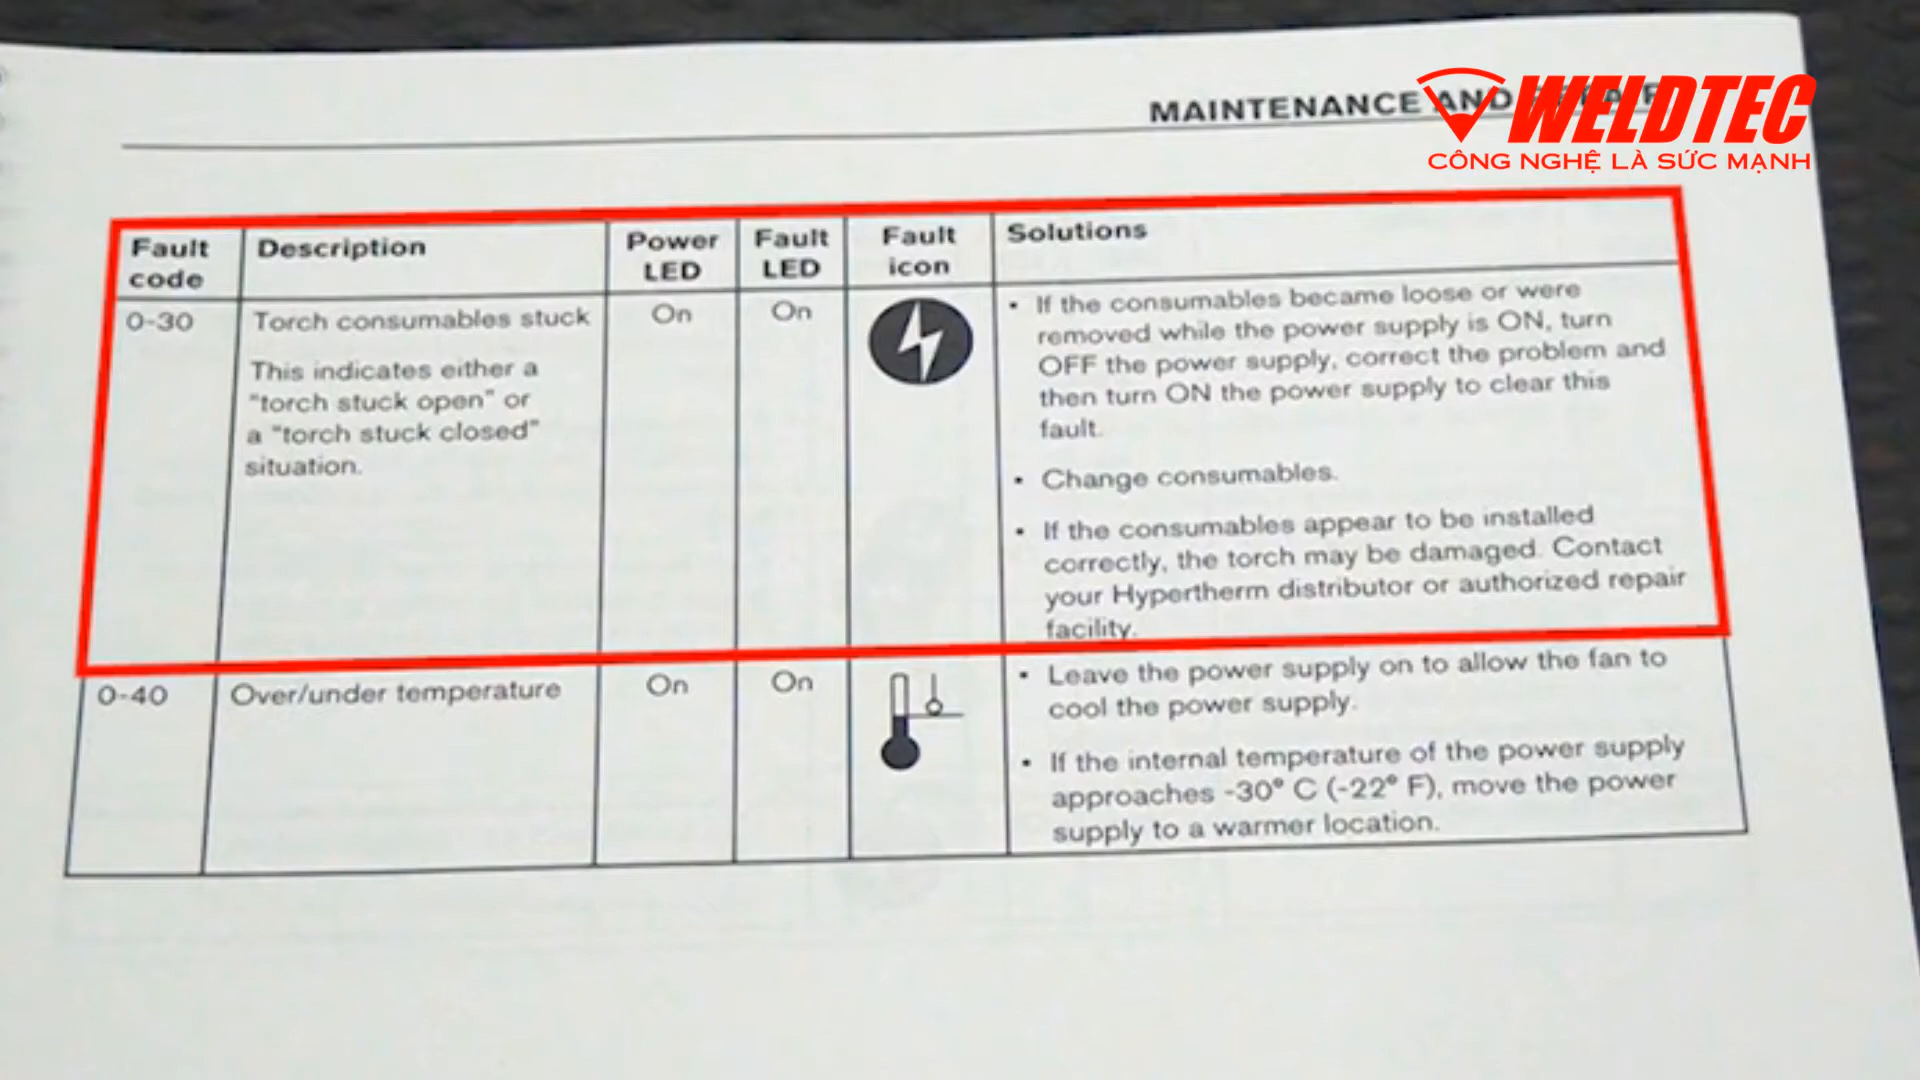 MAINTENANCE AND
WELDTEC
CÔNG NGHỆ LÀ SỨC MẠNH
Fault code
Description
Power LED
Fault LED
Fault icon
Solutions
0-30
Torch consumables stuck
This indicates either a
“torch stuck open” or
a “torch stuck closed”
situation.
On
On
• If the consumables became loose or were
removed while the power supply is ON, turn
OFF the power supply, correct the problem and
then turn ON the power supply to clear this
fault.
• Change consumables.
• If the consumables appear to be installed
correctly, the torch may be damaged. Contact
your Hypertherm distributor or authorized repair
facility.
0-40
Over/under temperature
On
On
• Leave the power supply on to allow the fan to
cool the power supply.
• If the internal temperature of the power supply
approaches -30° C (-22° F), move the power
supply to a warmer location.